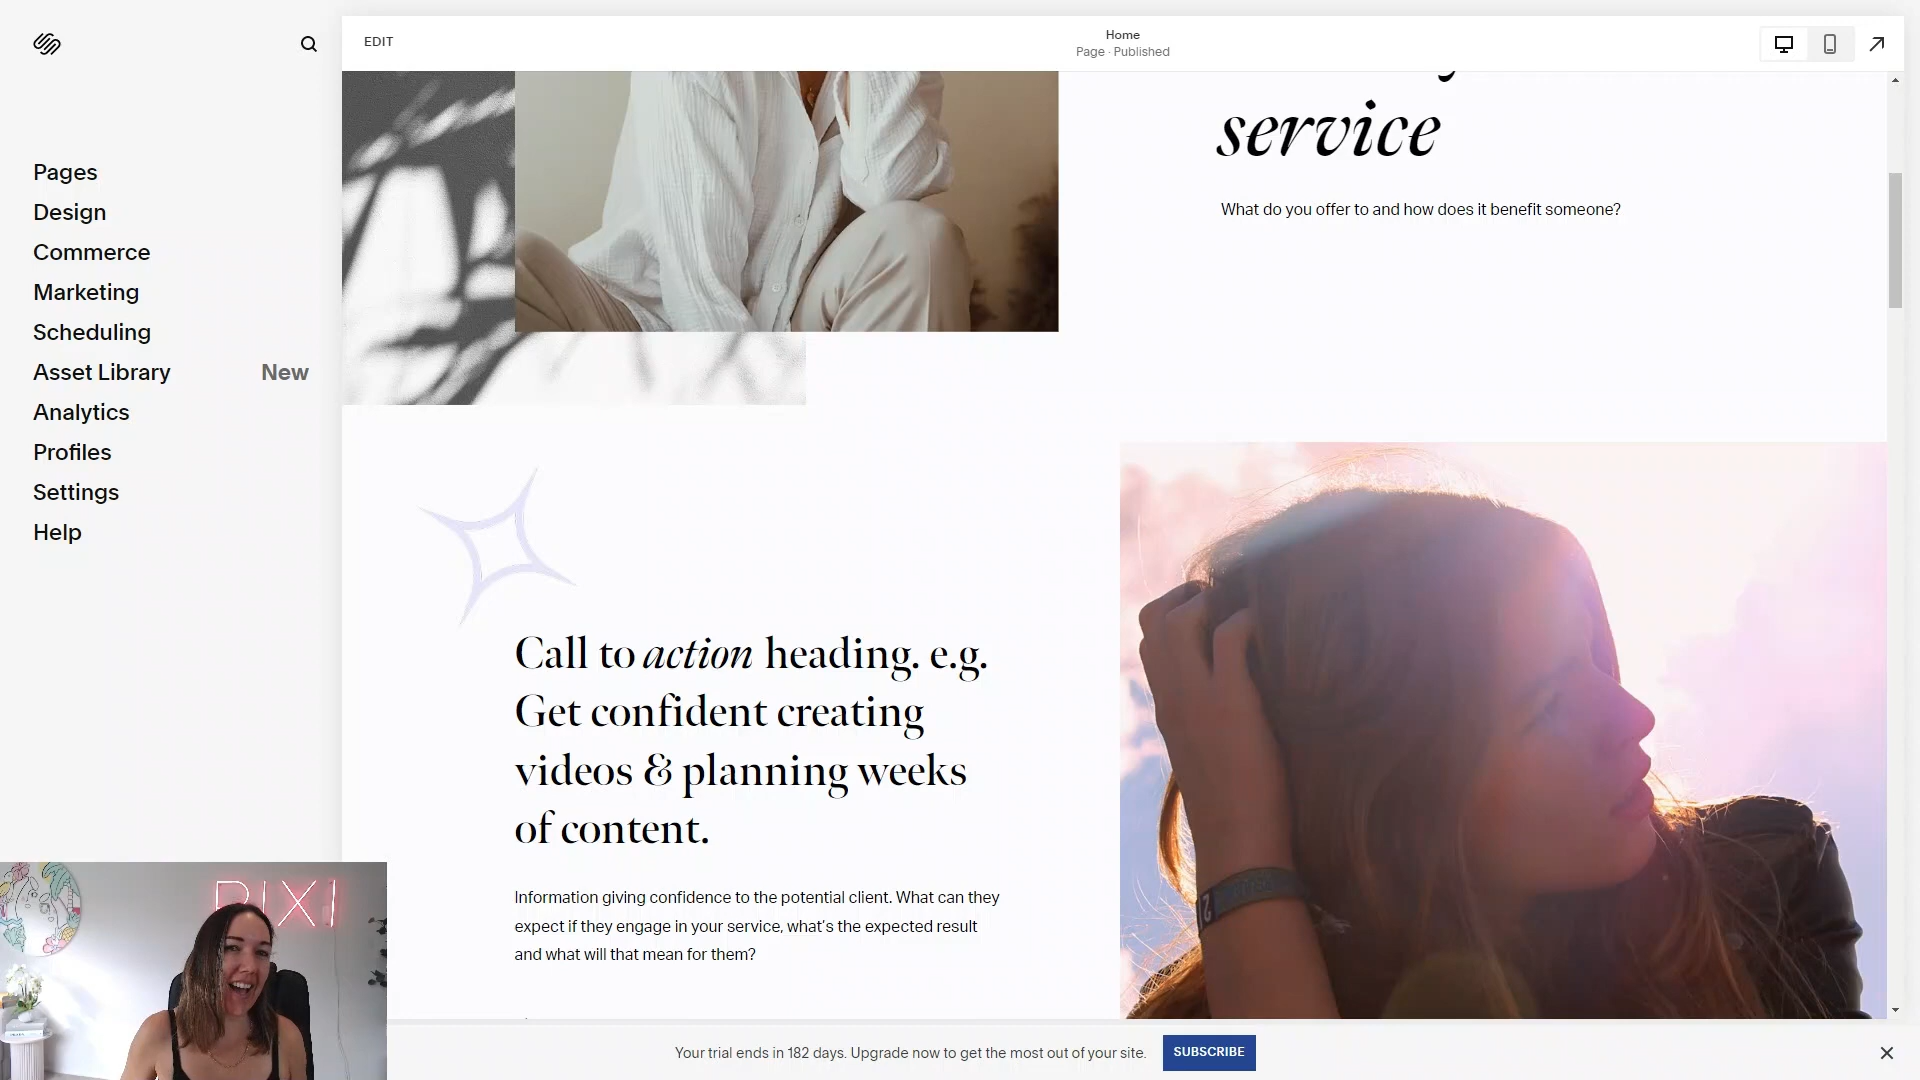 EDIT
Home
Page · Published
Pages
Design
Commerce
Marketing
Scheduling
Asset Library New
Analytics
Profiles
Settings
Help
service
What do you offer to and how does it benefit someone?
Call to action heading. e.g.
Get confident creating
videos & planning weeks
of content.
Information giving confidence to the potential client. What can they
expect if they engage in your service, what's the expected result
and what will that mean for them?
PIXI
Your trial ends in 182 days. Upgrade now to get the most out of your site.
SUBSCRIBE